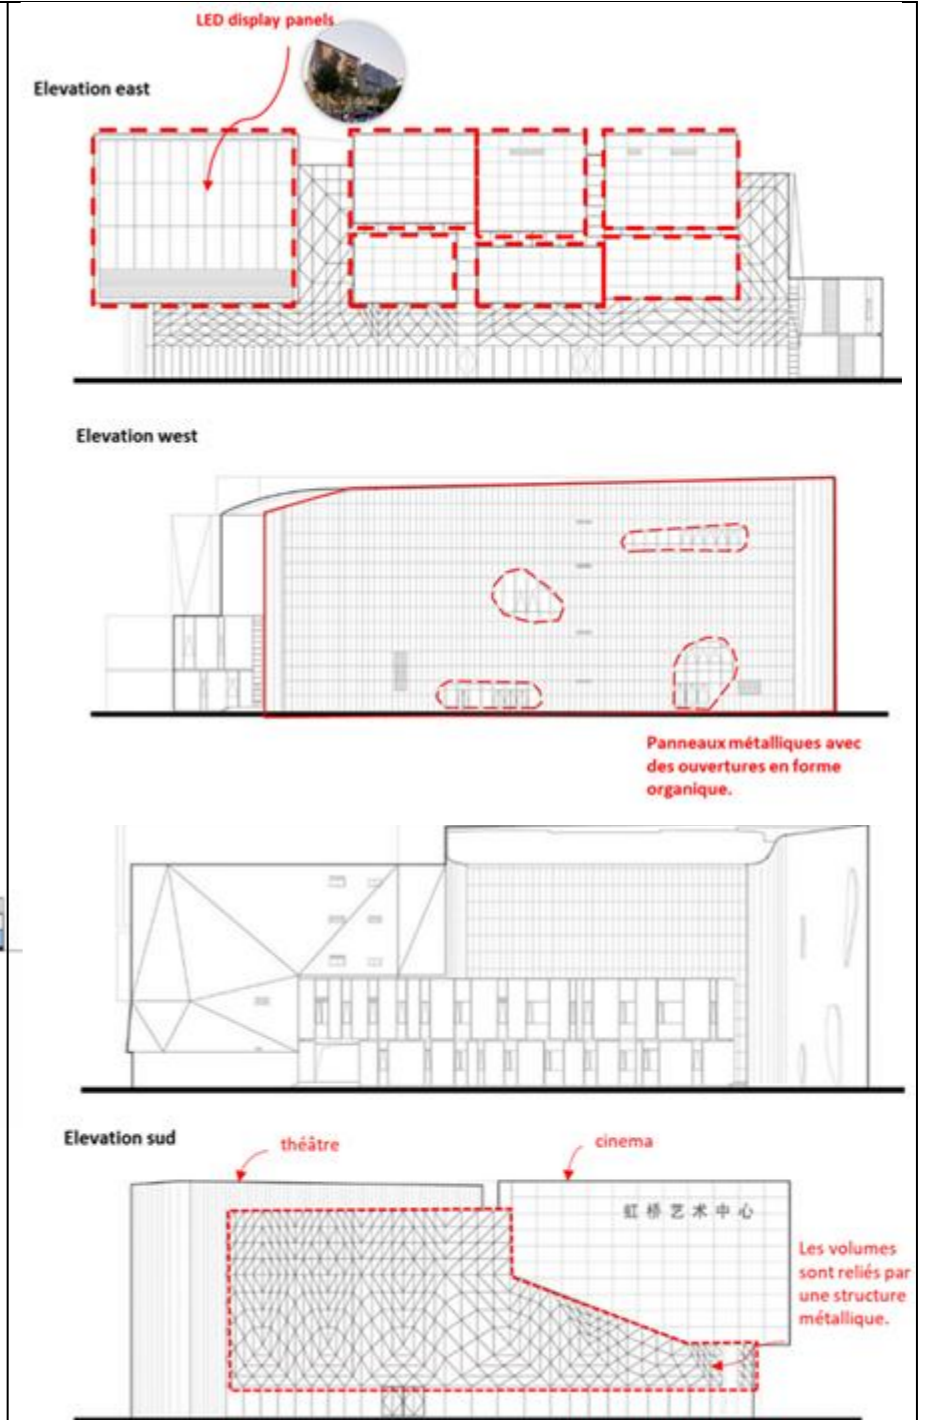 LED display panels
Elevation east
Elevation west
Panneaux métalliques avec
des ouvertures en forme
organique.
Elevation sud
théâtre
cinema
虹桥艺术中心
Les volumes
sont reliés par
une structure
métallique.